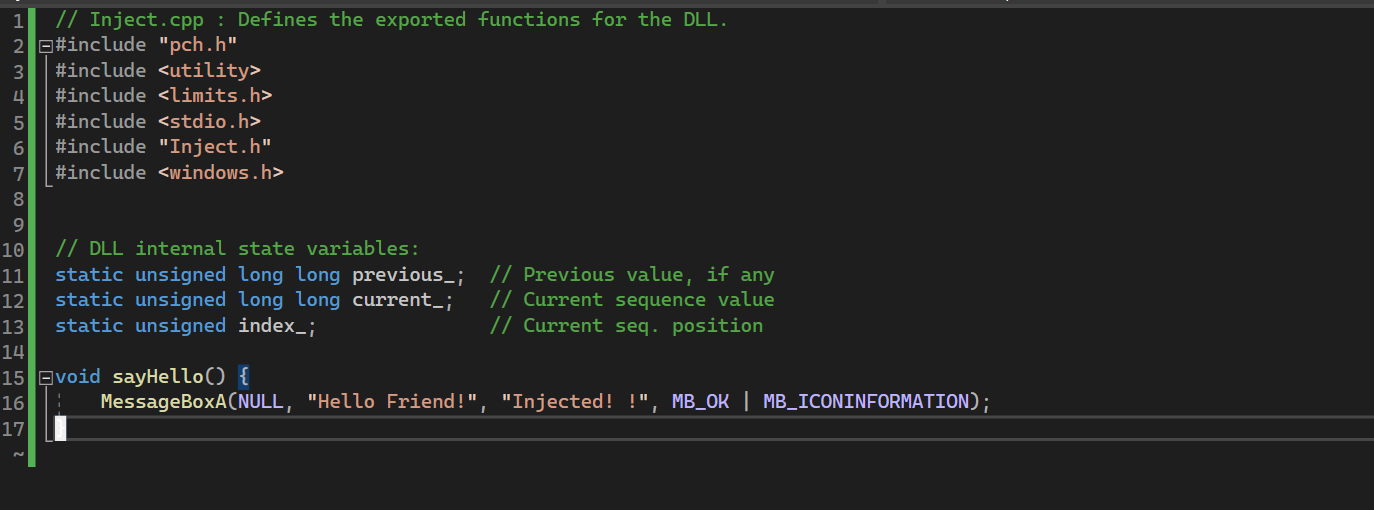 1 // Inject.cpp : Defines the exported functions for the DLL.
2 #include "pch.h"
3 #include <utility>
4 #include <limits.h>
5 #include <stdio.h>
6 #include "Inject.h"
7 #include <windows.h>
8
9
10 // DLL internal state variables:
11 static unsigned long long previous_;  // Previous value, if any
12 static unsigned long long current_;   // Current sequence value
13 static unsigned index_;               // Current seq. position
14
15 void sayHello() {
16     MessageBoxA(NULL, "Hello Friend!", "Injected! !", MB_OK | MB_ICONINFORMATION);
17 }
~